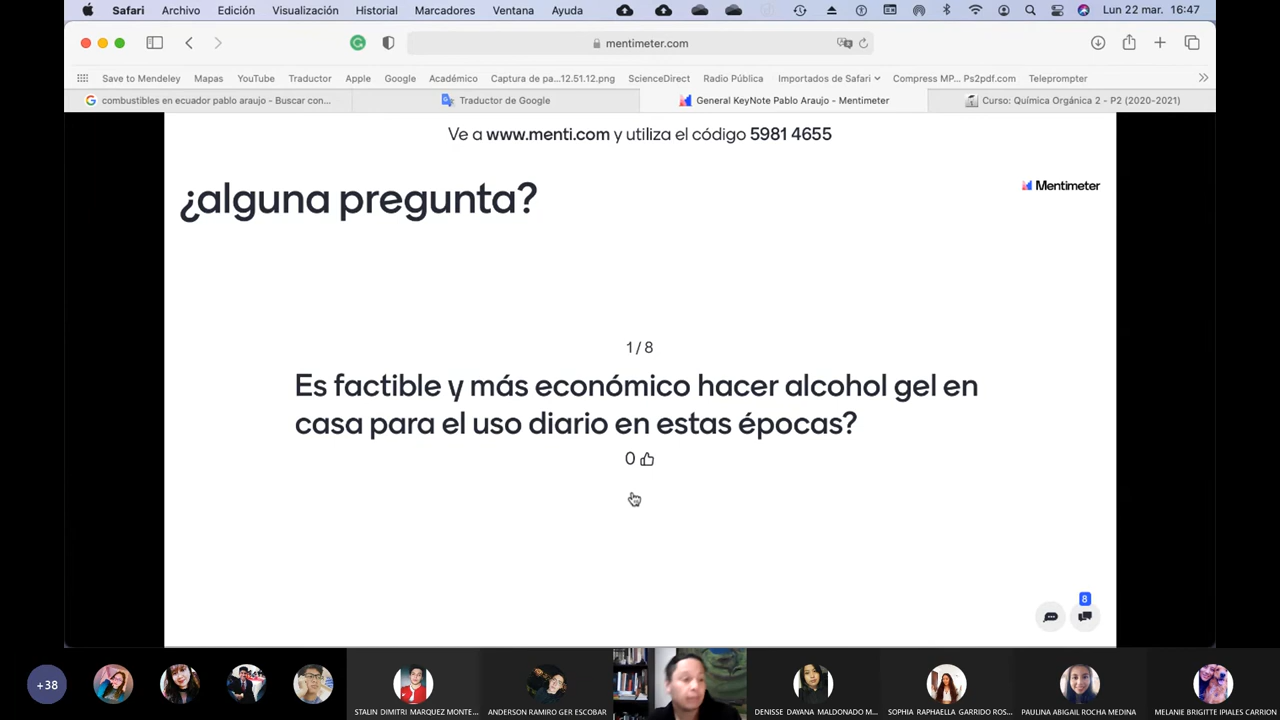 Safari Archivo Edición Visualización Historial Marcadores Ventana Ayuda Lun 22 mar. 16:47
mentimeter.com
Save to Mendeley Mapas YouTube Traductor Apple Google Académico Captura de pa...12.51.12.png ScienceDirect Radio Pública Importados de Safari Compress MP... Ps2pdf.com Teleprompter
combustibles en ecuador pablo araujo - Buscar con... Traductor de Google General KeyNote Pablo Araujo - Mentimeter Curso: Química Orgánica 2 - P2 (2020-2021)
Ve a www.menti.com y utiliza el código 5981 4655
¿alguna pregunta?
Mentimeter
1 / 8
Es factible y más económico hacer alcohol gel en
casa para el uso diario en estas épocas?
0
8
+38
STALIN DIMITRI MARQUEZ MONTE... ANDERSON RAMIRO GER ESCOBAR DENISSE DAYANA MALDONADO M... SOPHIA RAPHAELLA GARRIDO ROS... PAULINA ABIGAIL ROCHA MEDINA MELANIE BRIGITTE IPIALES CARRION